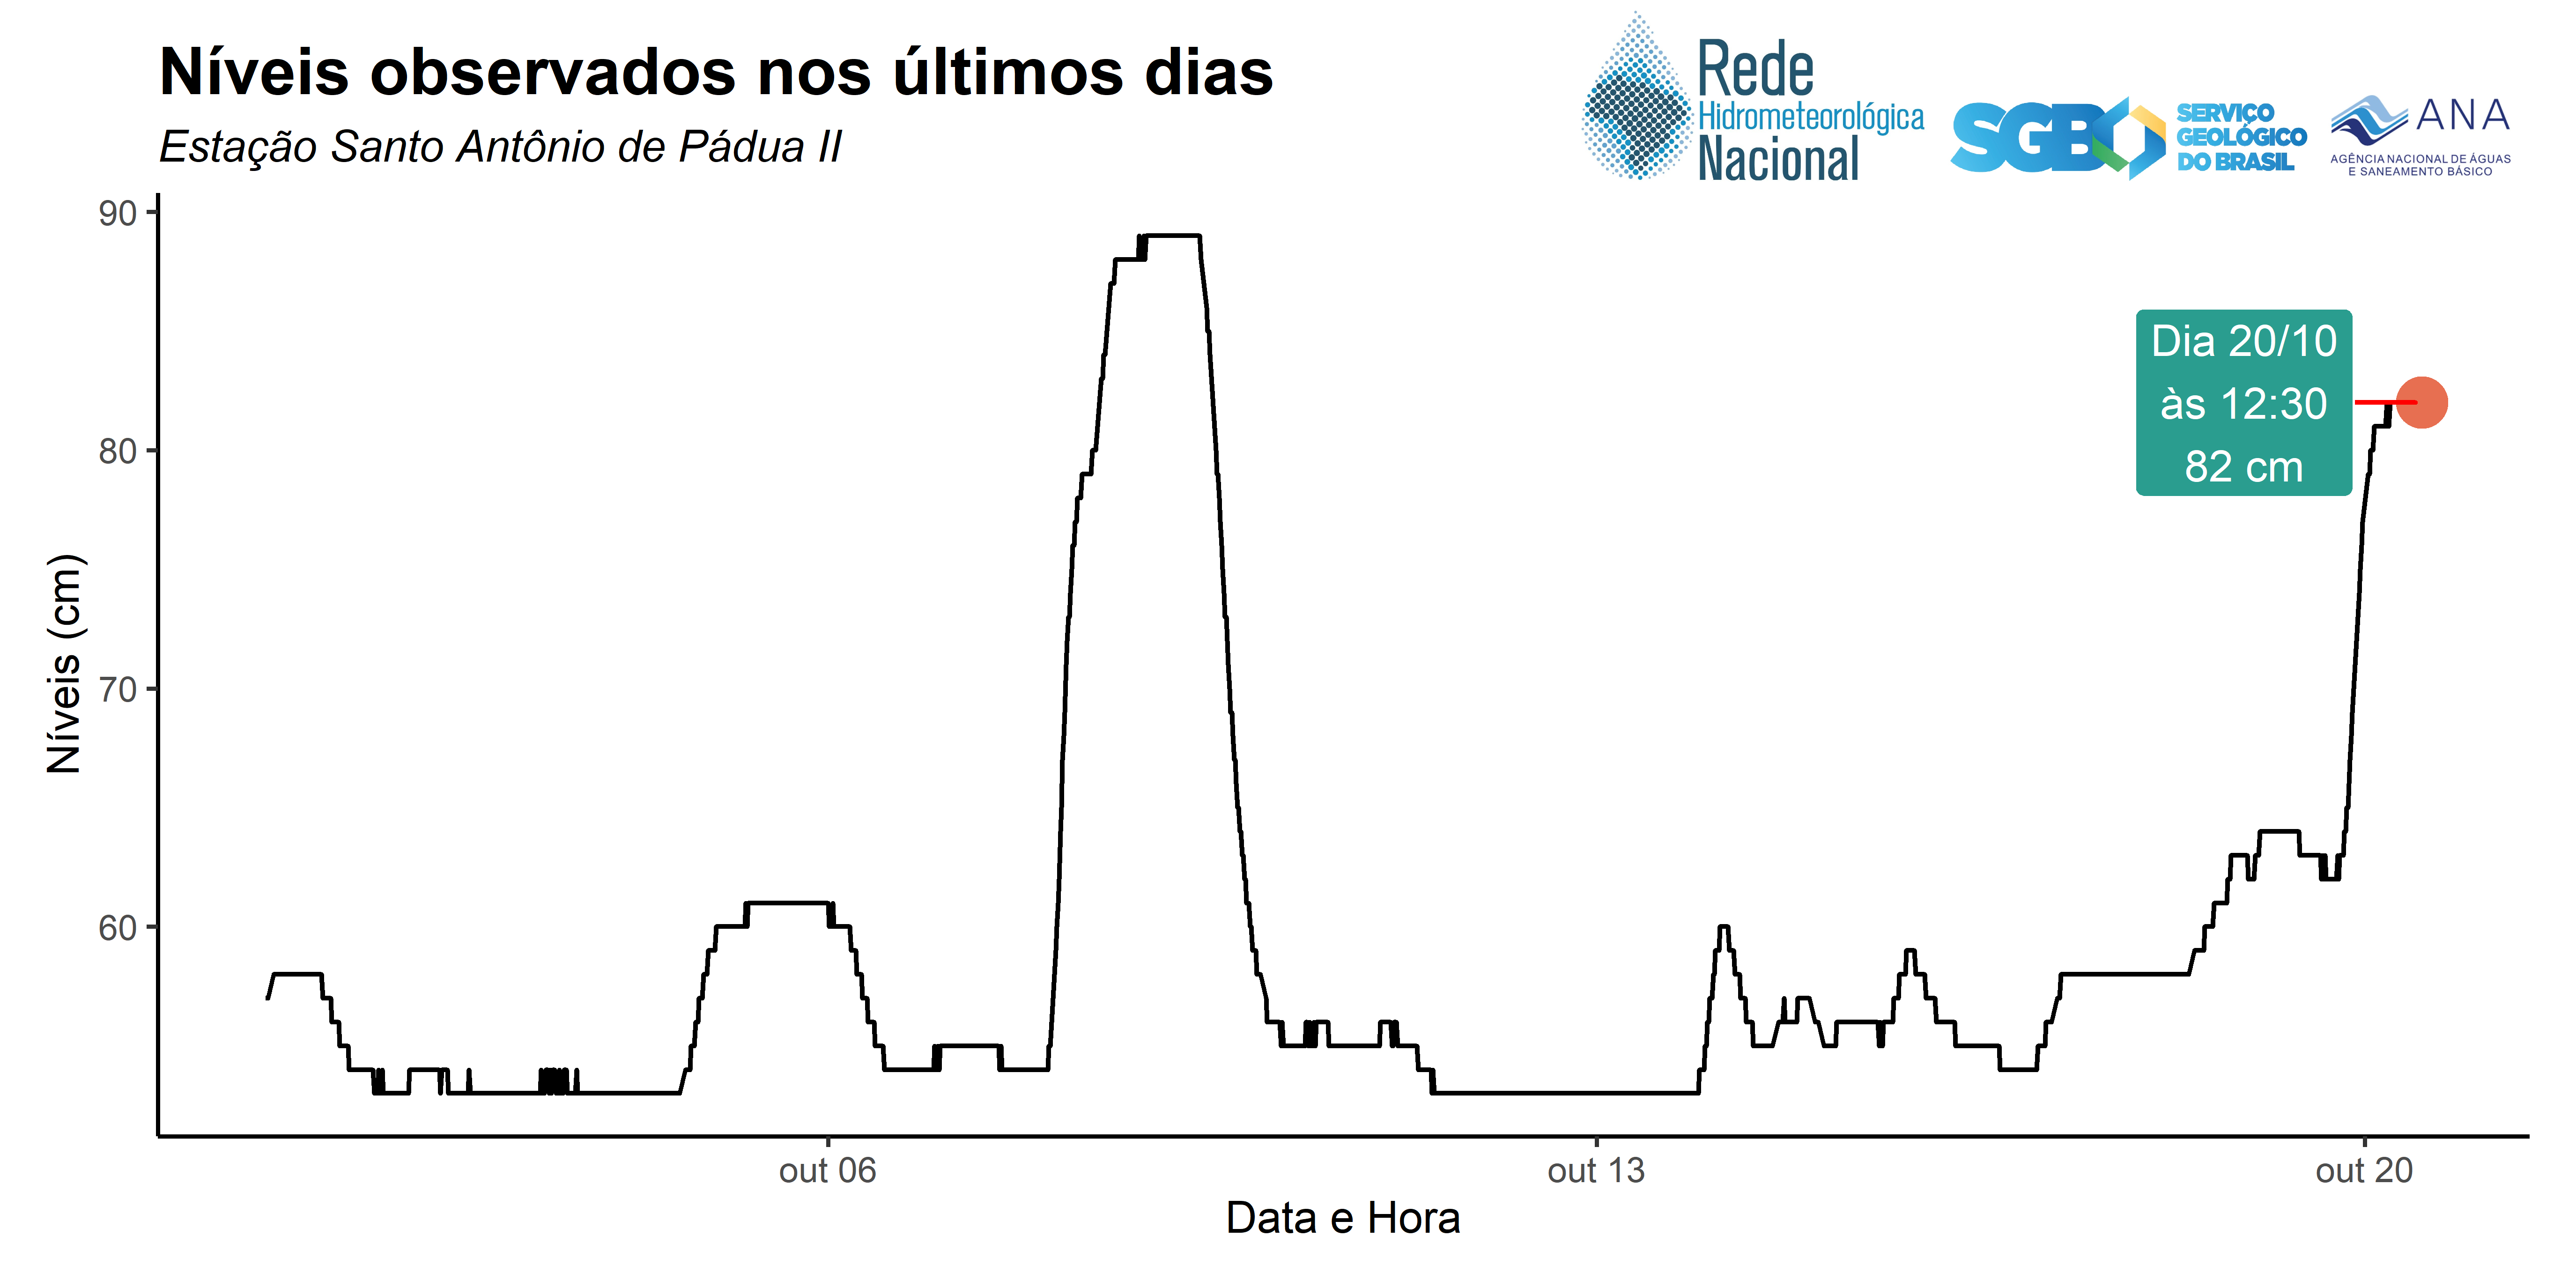 Níveis observados nos últimos dias
Estação Santo Antônio de Pádua II
Rede
Hidrometeorológica
Nacional
SGB
SERVIÇO
GEOLÓGICO
DO BRASIL
ANA
AGÊNCIA NACIONAL DE ÁGUAS
E SANEAMENTO BÁSICO
Níveis (cm)
90
80
70
60
Dia 20/10
às 12:30
82 cm
out 06
out 13
out 20
Data e Hora